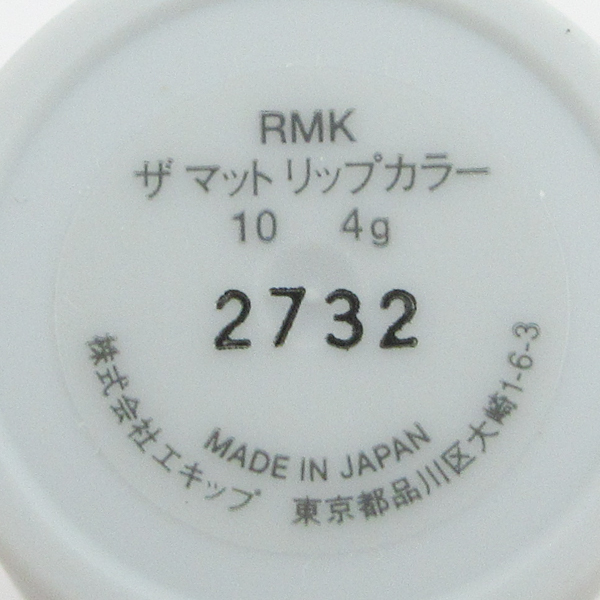 RMK
ザ マット リップカラー
10 4g
2732
MADE IN JAPAN
株式会社エキップ 東京都品川区大崎1-6-3